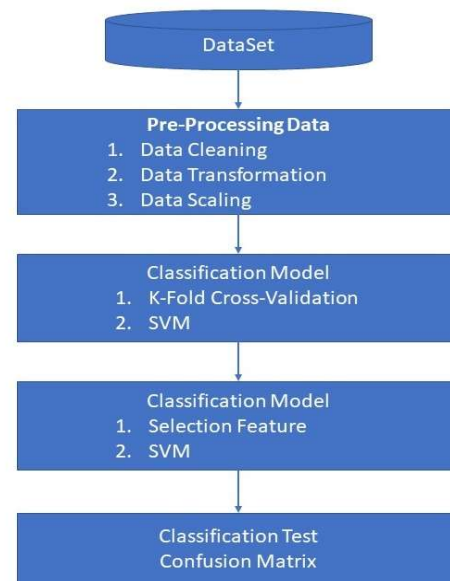 DataSet
Pre-Processing Data
1. Data Cleaning
2. Data Transformation
3. Data Scaling
Classification Model
1. K-Fold Cross-Validation
2. SVM
Classification Model
1. Selection Feature
2. SVM
Classification Test
Confusion Matrix